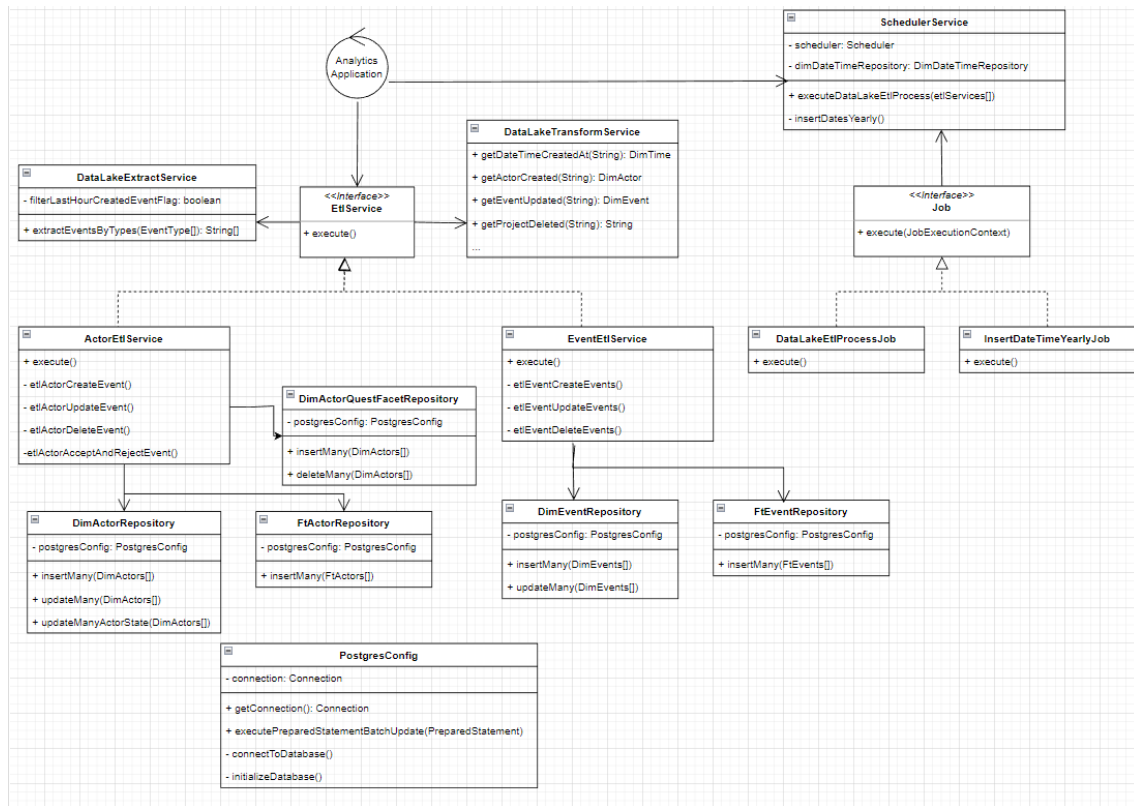 SchedulerService
- scheduler: Scheduler
- dimDateTimeRepository: DimDateTimeRepository
+ executeDataLakeEtlProcess(etlServices[])
- insertDatesYearly()
Analytics
Application
DataLakeTransformService
+ getDateTimeCreatedAt(String): DimTime
+ getActorCreated(String): DimActor
+ getEventUpdated(String): DimEvent
+ getProjectDeleted(String): String
...
DataLakeExtractService
- filterLastHourCreatedEventFlag: boolean
+ extractEventsByTypes(EventType[]): String[]
<<Interface>>
EtlService
+ execute()
<<Interface>>
Job
+ execute(JobExecutionContext)
ActorEtlService
+ execute()
- etlActorCreateEvent()
- etlActorUpdateEvent()
- etlActorDeleteEvent()
-etlActorAcceptAndRejectEvent()
EventEtlService
+ execute()
- etlEventCreateEvents()
- etlEventUpdateEvents()
- etlEventDeleteEvents()
DataLakeEtlProcessJob
+ execute()
InsertDateTimeYearlyJob
+ execute()
DimActorQuestFacetRepository
- postgresConfig: PostgresConfig
+ insertMany(DimActors[])
+ deleteMany(DimActors[])
DimActorRepository
- postgresConfig: PostgresConfig
+ insertMany(DimActors[])
+ updateMany(DimActors[])
+ updateManyActorState(DimActors[])
FtActorRepository
- postgresConfig: PostgresConfig
+ insertMany(FtActors[])
DimEventRepository
- postgresConfig: PostgresConfig
+ insertMany(DimEvents[])
+ updateMany(DimEvents[])
FtEventRepository
- postgresConfig: PostgresConfig
+ insertMany(FtEvents[])
PostgresConfig
- connection: Connection
+ getConnection(): Connection
+ executePreparedStatementBatchUpdate(PreparedStatement)
- connectToDatabase()
- initializeDatabase()